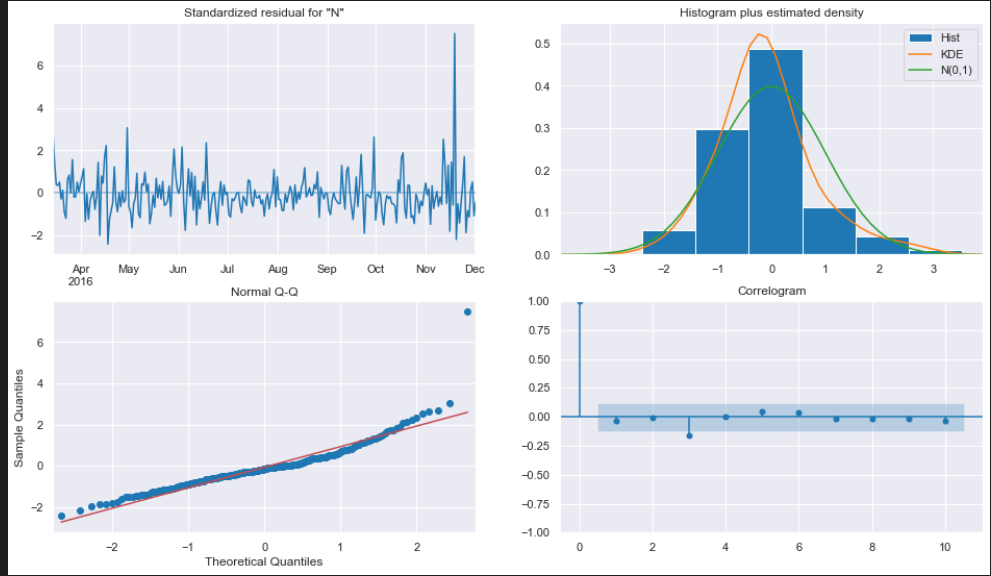 Standardized residual for "N"
6
4
2
0
−2
Apr May Jun Jul Aug Sep Oct Nov Dec
2016
Histogram plus estimated density
Hist
KDE
N(0,1)
0.5
0.4
0.3
0.2
0.1
0.0
−3 −2 −1 0 1 2 3
Normal Q-Q
Sample Quantiles
6
4
2
0
−2
−2 −1 0 1 2
Theoretical Quantiles
Correlogram
1.00
0.75
0.50
0.25
0.00
−0.25
−0.50
−0.75
−1.00
0 2 4 6 8 10